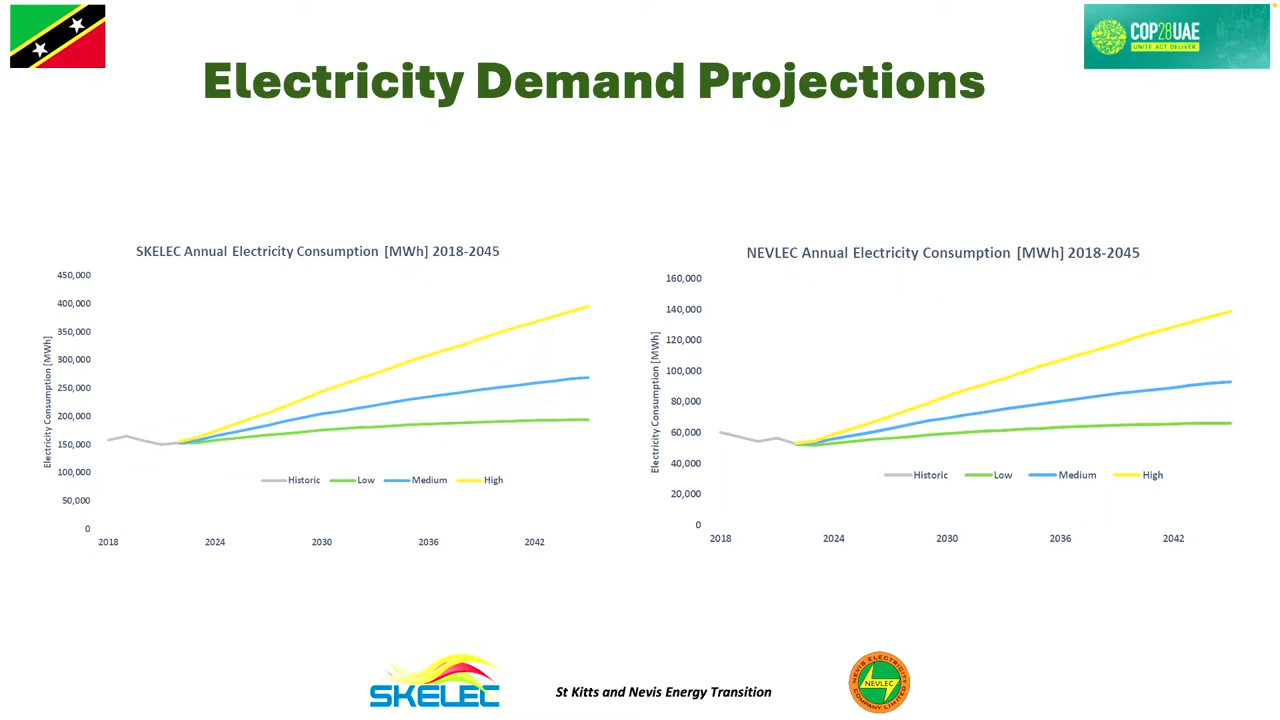 COP28UAE
UNITE ACT DELIVER
Electricity Demand Projections
SKELEC Annual Electricity Consumption [MWh] 2018-2045
Electricity Consumption [MWh]
450,000
400,000
350,000
300,000
250,000
200,000
150,000
100,000
50,000
0
Historic Low Medium High
2018 2024 2030 2036 2042
NEVLEC Annual Electricity Consumption [MWh] 2018-2045
Electricity Consumption [MWh]
160,000
140,000
120,000
100,000
80,000
60,000
40,000
20,000
0
Historic Low Medium High
2018 2024 2030 2036 2042
SKELEC
St Kitts and Nevis Energy Transition
NEVIS ELECTRICITY
NEVLEC
COMPANY LIMITED